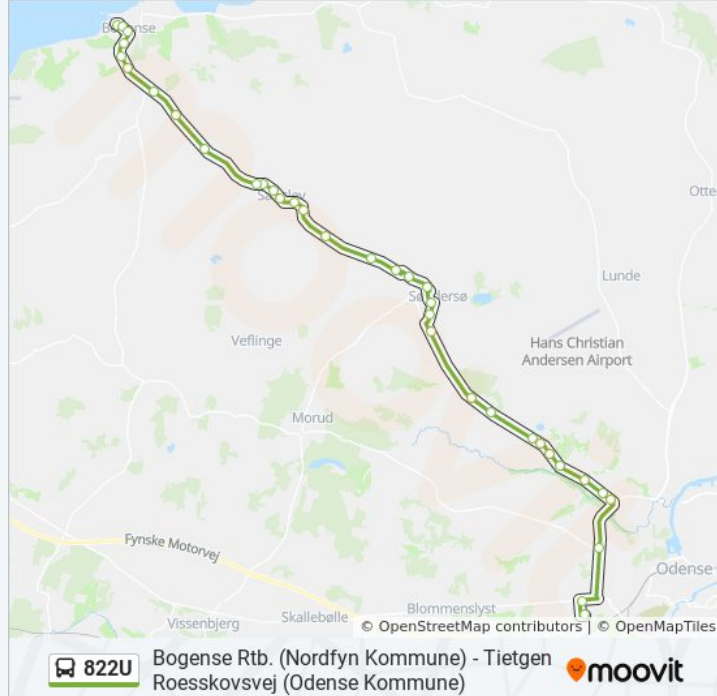 Bogense
Otte
Lunde
Søndersø
Hans Christian
Andersen Airport
Veflinge
Morud
Fynske Motorvej
Odense
Vissenbjerg
Skallebølle
Blommenslyst
© OpenStreetMap contributors | © OpenMapTiles
822U
Bogense Rtb. (Nordfyn Kommune) - Tietgen
Roesskovsvej (Odense Kommune)
moovit